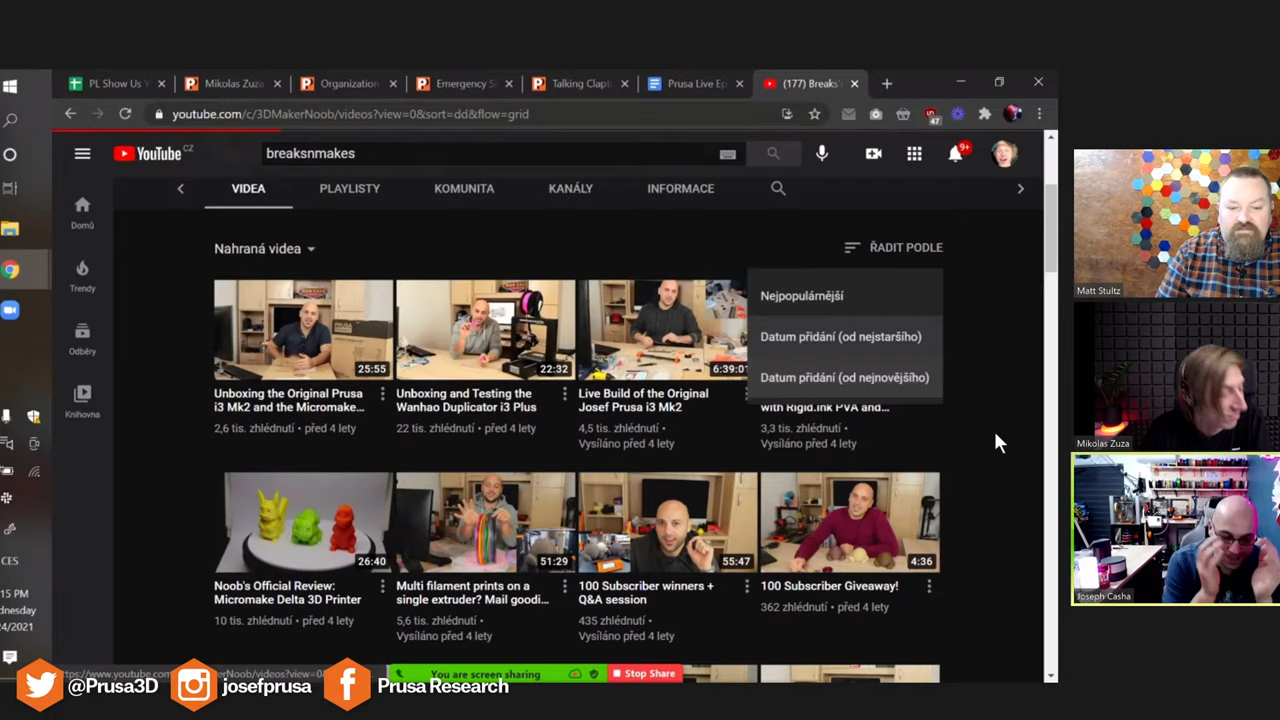 PL Show Us Y
Mikolas Zuza
Organization
Emergency S
Talking Clapt
Prusa Live Ep
(177) Breaks'
youtube.com/c/3DMakerNoob/videos?view=0&sort=dd&flow=grid
47
YouTube CZ
breaksnmakes
9+
VIDEA
PLAYLISTY
KOMUNITA
KANÁLY
INFORMACE
Domů
Trendy
Odběry
Knihovna
Nahraná videa
ŘADIT PODLE
Nejpopulárnější
Datum přidání (od nejstaršího)
Datum přidání (od nejnovějšího)
25:55
Unboxing the Original Prusa
i3 Mk2 and the Micromake...
2,6 tis. zhlédnutí • před 4 lety
22:32
Unboxing and Testing the
Wanhao Duplicator i3 Plus
22 tis. zhlédnutí • před 4 lety
6:39:01
Live Build of the Original
Josef Prusa i3 Mk2
4,5 tis. zhlédnutí •
Vysíláno před 4 lety
with Rigid.ink PVA and...
3,3 tis. zhlédnutí •
Vysíláno před 4 lety
26:40
Noob's Official Review:
Micromake Delta 3D Printer
10 tis. zhlédnutí • před 4 lety
51:29
Multi filament prints on a
single extruder? Mail goodi...
5,6 tis. zhlédnutí •
Vysíláno před 4 lety
55:47
100 Subscriber winners +
Q&A session
435 zhlédnutí •
Vysíláno před 4 lety
4:36
100 Subscriber Giveaway!
362 zhlédnutí • před 4 lety
CES
:15 PM
dnesday
24/2021
Matt Stultz
Mikolas Zuza
Joseph Casha
You are screen sharing
Stop Share
@Prusa3D
josefprusa
Prusa Research